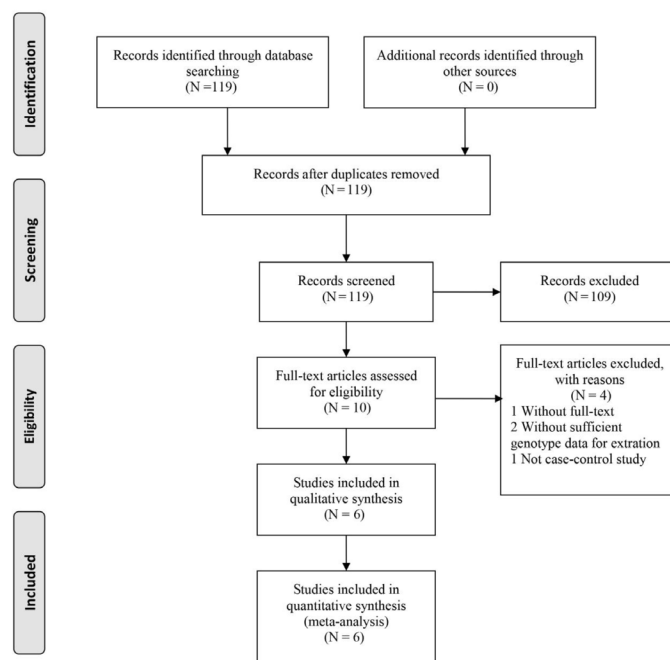 Identification
Records identified through database
searching
(N =119)
Additional records identified through
other sources
(N = 0)
Records after duplicates removed
(N = 119)
Screening
Records screened
(N = 119)
Records excluded
(N = 109)
Eligibility
Full-text articles assessed
for eligibility
(N = 10)
Full-text articles excluded,
with reasons
(N = 4)
1 Without full-text
2 Without sufficient
genotype data for extration
1 Not case-control study
Studies included in
qualitative synthesis
(N = 6)
Included
Studies included in
quantitative synthesis
(meta-analysis)
(N = 6)